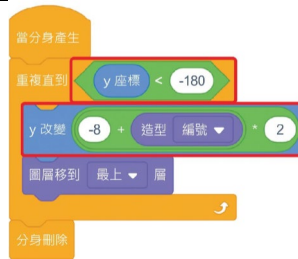 當分身產生
重複直到 y 座標 < -180
y 改變 -8 + 造型 編號 * 2
圖層移到 最上 層
分身刪除